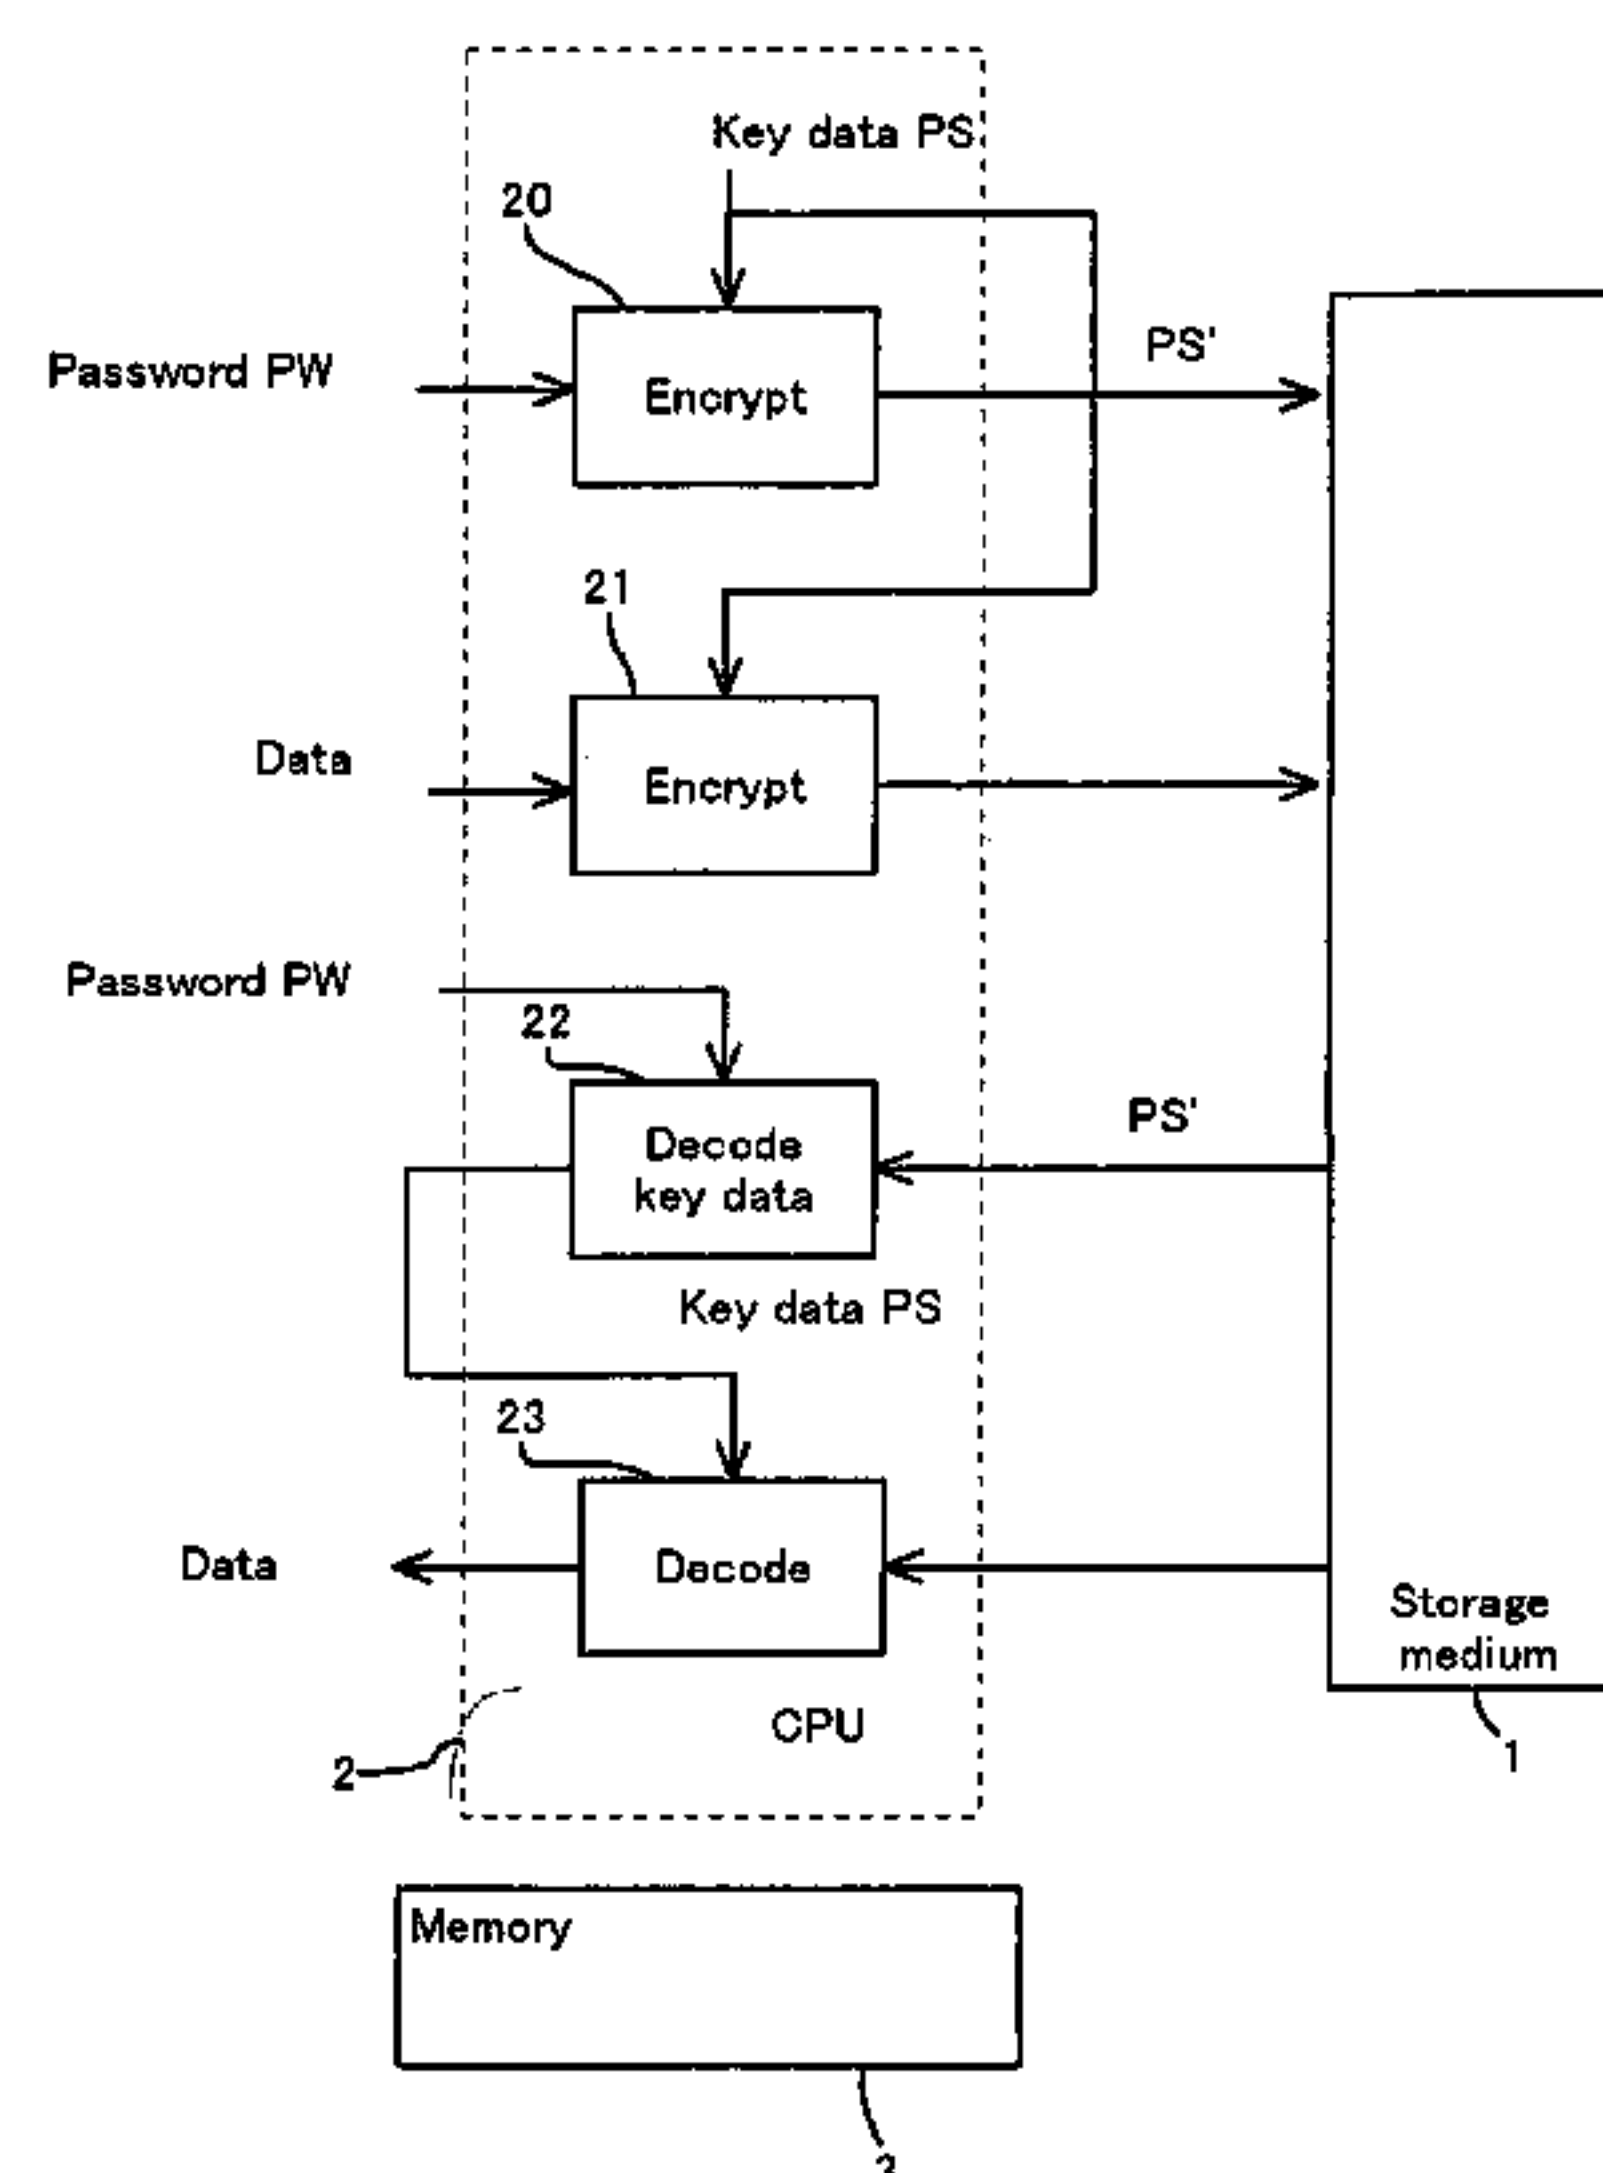 Key data PS
20
Password PW
Encrypt
PS'
21
Data
Encrypt
Password PW
22
Decode
key data
PS'
Key data PS
23
Data
Decode
Storage
medium
CPU
2
1
Memory
3